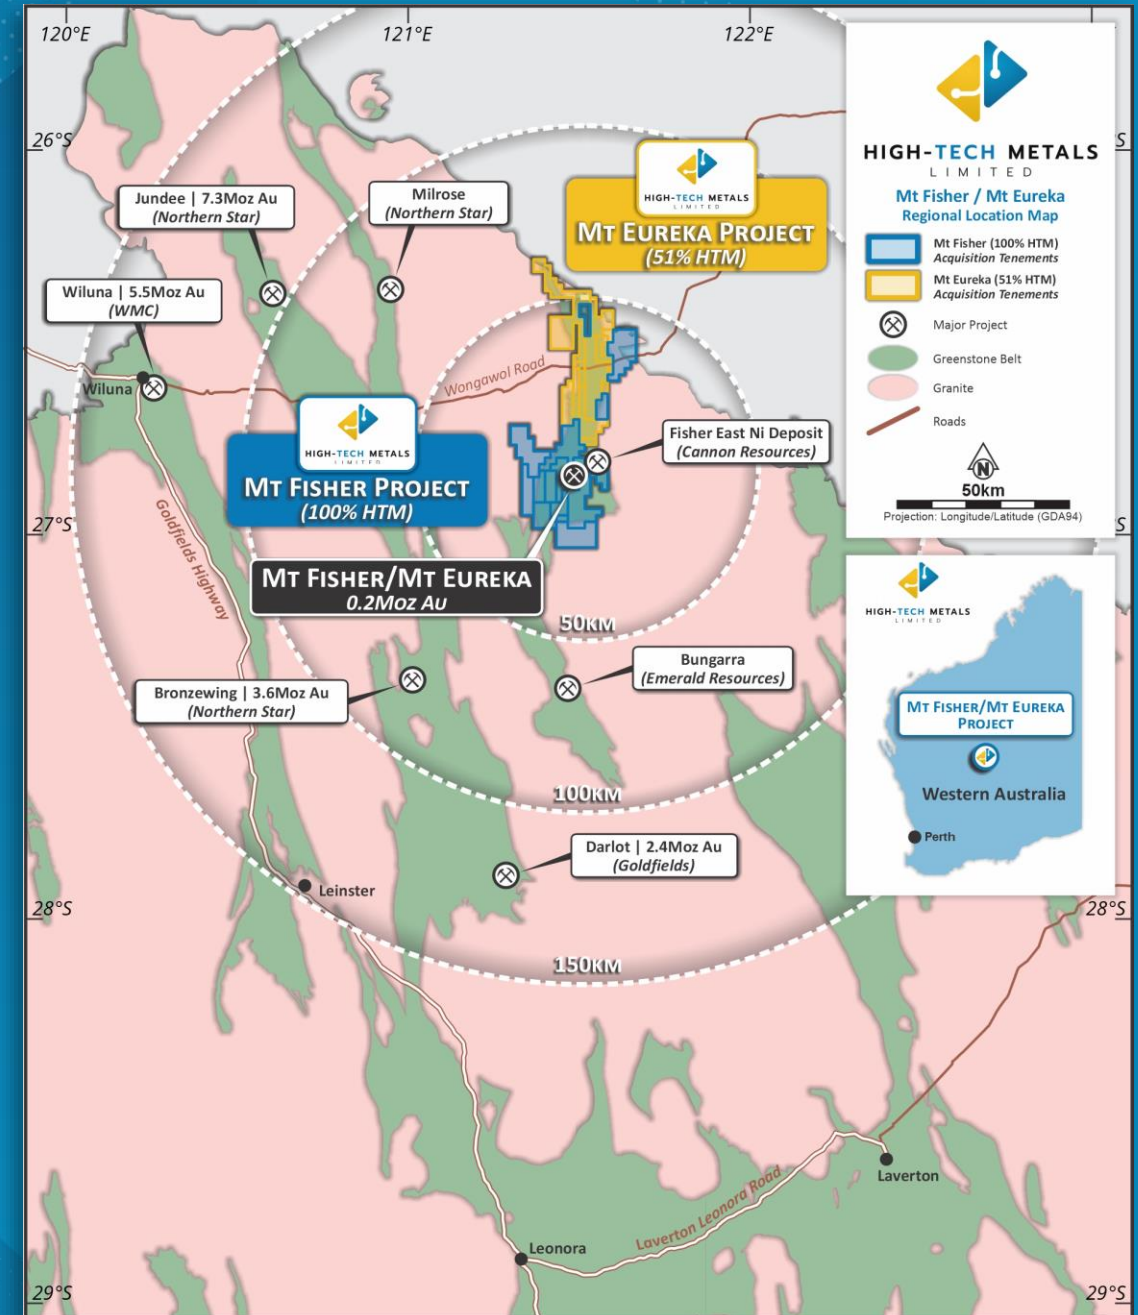 120°E
121°E
122°E
26°S
S
27°S
S
28°S
28°S
29°S
29°S
Jundee | 7.3Moz Au
(Northern Star)
Milrose
(Northern Star)
Wiluna | 5.5Moz Au
(WMC)
Wiluna
HIGH-TECH METALS
LIMITED
MT EUREKA PROJECT
(51% HTM)
Wongawol Road
HIGH-TECH METALS
LIMITED
MT FISHER PROJECT
(100% HTM)
Fisher East Ni Deposit
(Cannon Resources)
Goldfields Highway
MT FISHER/MT EUREKA
0.2MOZ AU
50KM
Bronzewing | 3.6Moz Au
(Northern Star)
Bungarra
(Emerald Resources)
100KM
Darlot | 2.4Moz Au
(Goldfields)
Leinster
150KM
Laverton
Laverton Leonora Road
Leonora
HIGH-TECH METALS
LIMITED
Mt Fisher / Mt Eureka
Regional Location Map
Mt Fisher (100% HTM)
Acquisition Tenements
Mt Eureka (51% HTM)
Acquisition Tenements
Major Project
Greenstone Belt
Granite
Roads
N
50km
Projection: Longitude/Latitude (GDA94)
HIGH-TECH METALS
LIMITED
MT FISHER/MT EUREKA
PROJECT
Western Australia
Perth